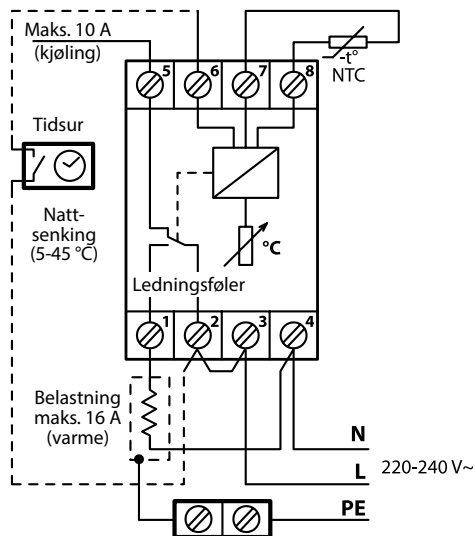 Maks. 10 A
(kjøling)
-t°
NTC
5 6 7 8
Tidsur
Natt-
senking
(5-45 °C)
°C
Ledningsføler
1 2 3 4
Belastning
maks. 16 A
(varme)
N
L 220-240 V~
PE